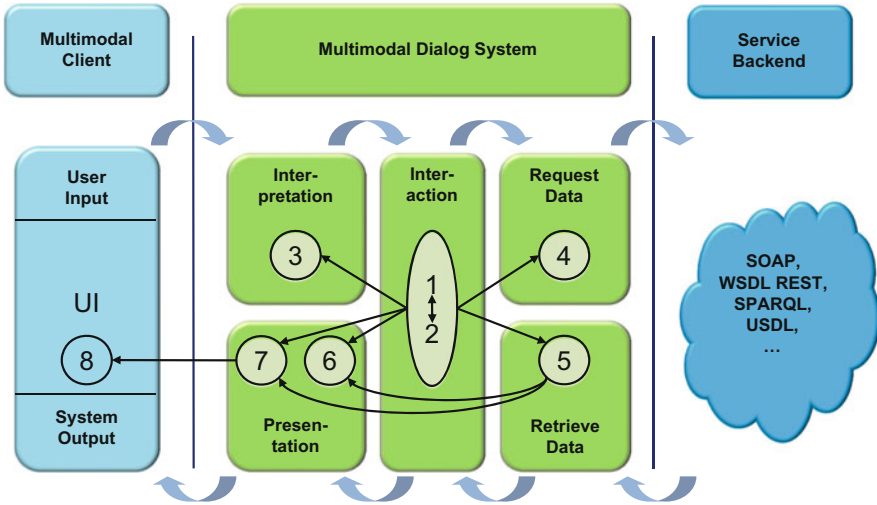 Multimodal
Client
Multimodal Dialog System
Service
Backend
User
Input
Inter-
pretation
Inter-
action
Request
Data
3
1
2
4
UI
8
7
6
5
System
Output
Presen-
tation
Retrieve
Data
SOAP,
WSDL REST,
SPARQL,
USDL,
...